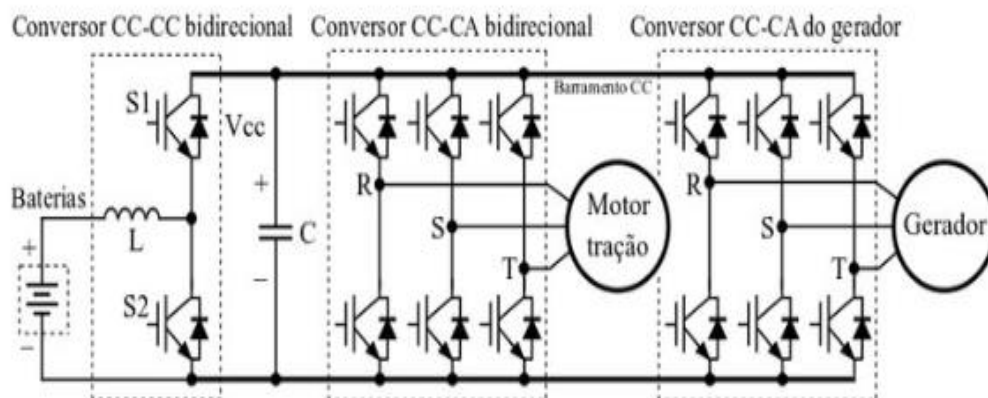 Conversor CC-CC bidirecional
Conversor CC-CA bidirecional
Conversor CC-CA do gerador
Barramento CC
S1
Vcc
Baterias
+
R
R
Motor
tração
Gerador
+
L
C
S
S
−
T
T
S2
−